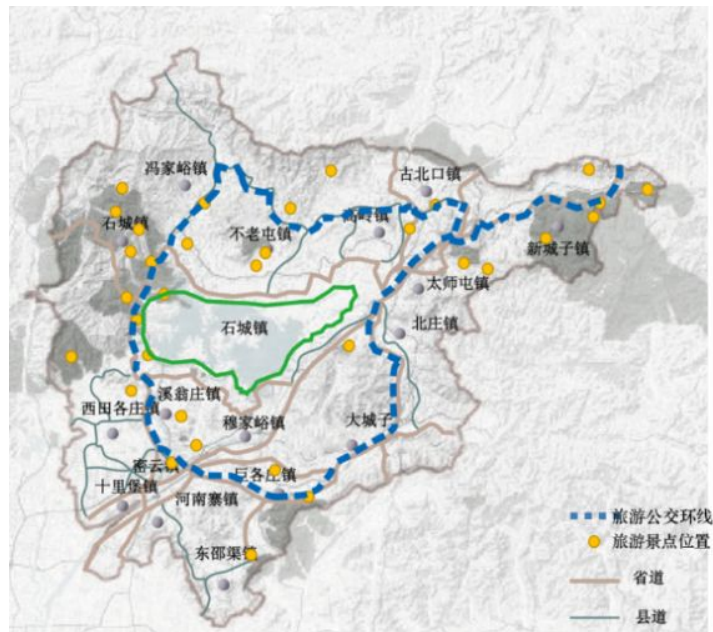 冯家峪镇
古北口镇
石城镇
高岭镇
不老屯镇
新城子镇
太师屯镇
石城镇
北庄镇
溪翁庄镇
西田各庄镇
穆家峪镇
大城子
密云镇
巨各庄镇
十里堡镇
河南寨镇
旅游公交环线
旅游景点位置
东邵渠镇
省道
县道